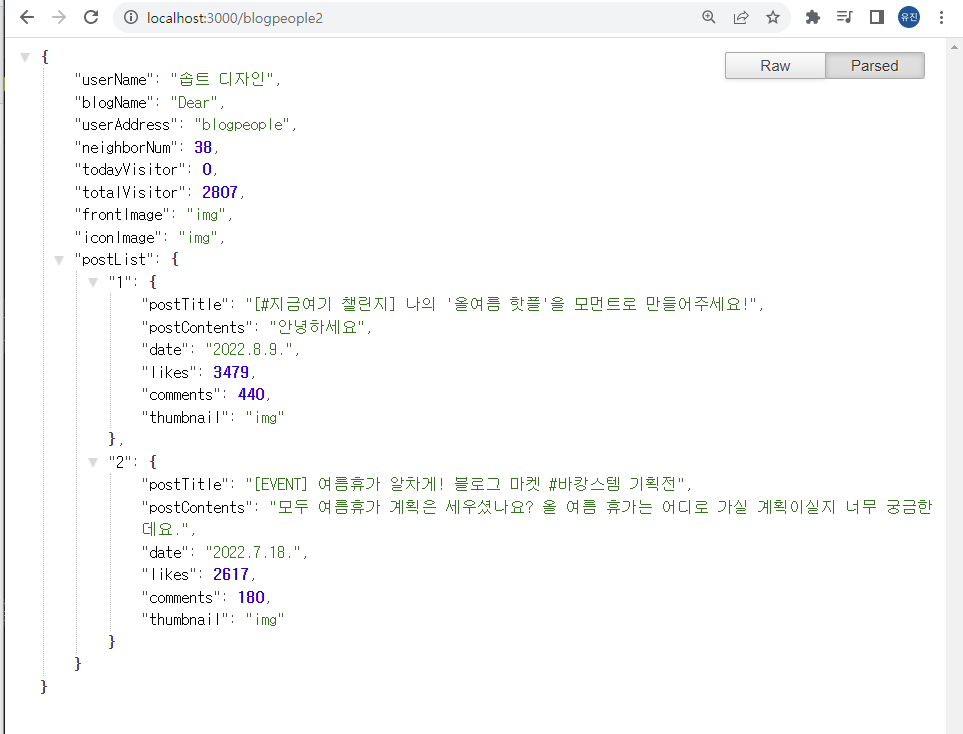 localhost:3000/blogpeople2
유진
Raw
Parsed
{
"userName": "솝트 디자인",
"blogName": "Dear",
"userAddress": "blogpeople",
"neighborNum": 38,
"todayVisitor": 0,
"totalVisitor": 2807,
"frontImage": "img",
"iconImage": "img",
"postList": {
"1": {
"postTitle": "[#지금여기 챌린지] 나의 '올여름 핫플'을 모먼트로 만들어주세요!",
"postContents": "안녕하세요",
"date": "2022.8.9.",
"likes": 3479,
"comments": 440,
"thumbnail": "img"
},
"2": {
"postTitle": "[EVENT] 여름휴가 알차게! 블로그 마켓 #바캉스템 기획전",
"postContents": "모두 여름휴가 계획은 세우셨나요? 올 여름 휴가는 어디로 가실 계획이실지 너무 궁금한
데요.",
"date": "2022.7.18.",
"likes": 2617,
"comments": 180,
"thumbnail": "img"
}
}
}